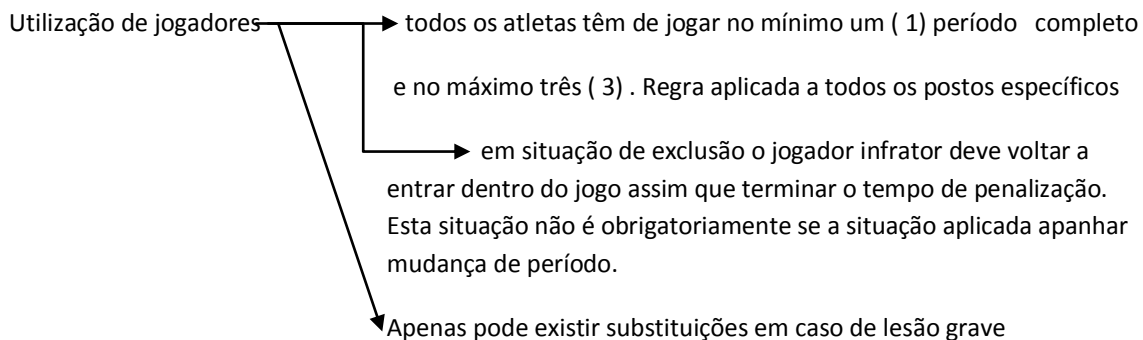 Utilização de jogadores todos os atletas têm de jogar no mínimo um ( 1) período completo
e no máximo três ( 3) . Regra aplicada a todos os postos específicos
em situação de exclusão o jogador infrator deve voltar a
entrar dentro do jogo assim que terminar o tempo de penalização.
Esta situação não é obrigatoriamente se a situação aplicada apanhar
mudança de período.
Apenas pode existir substituições em caso de lesão grave